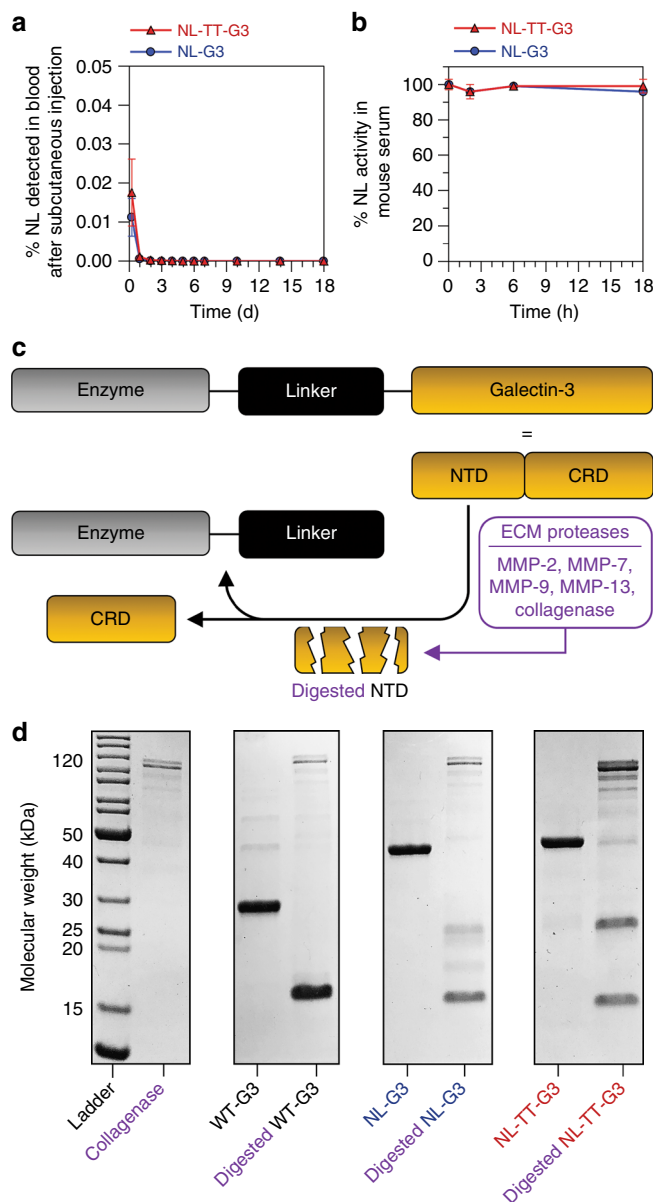 a
NL-TT-G3
NL-G3
% NL detected in blood
after subcutaneous injection
0.05
0.04
0.03
0.02
0.01
0.00
0 3 6 9 12 15 18
Time (d)
b
NL-TT-G3
NL-G3
% NL activity in
mouse serum
100
80
60
40
20
0
0 3 6 9 12 15 18
Time (h)
c
Enzyme Linker Galectin-3
=
NTD CRD
Enzyme Linker
ECM proteases
MMP-2, MMP-7,
MMP-9, MMP-13,
collagenase
CRD
Digested NTD
d
Molecular weight (kDa)
120
50
40
30
25
20
15
Ladder
Collagenase
WT-G3
Digested WT-G3
NL-G3
Digested NL-G3
NL-TT-G3
Digested NL-TT-G3